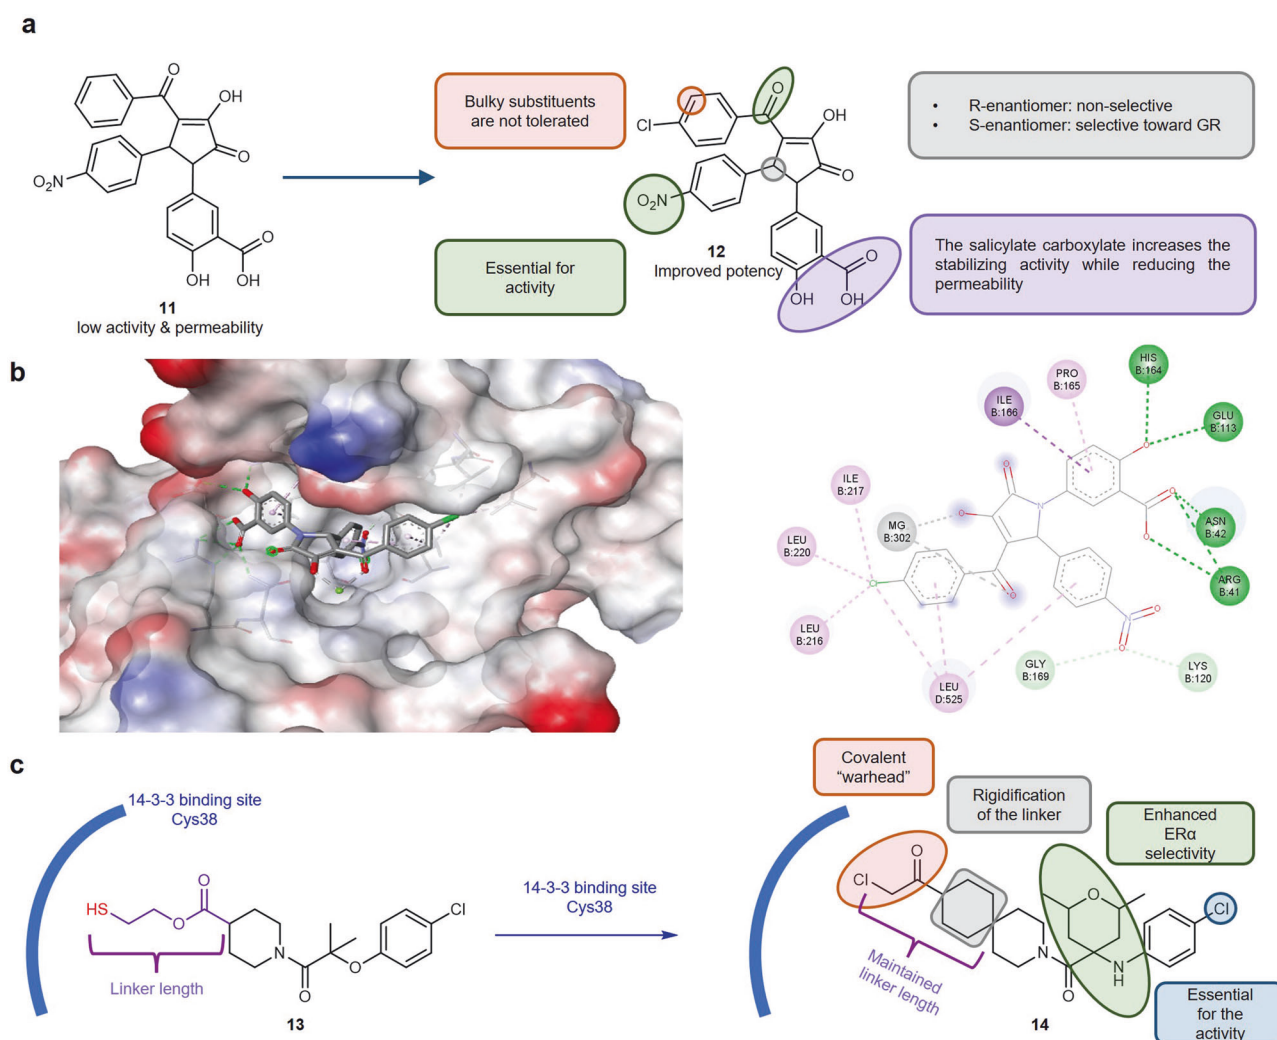 a
O
OH
O
O₂N
O
OH
OH
11
low activity & permeability
Bulky substituents
are not tolerated
Essential for
activity
O
OH
Cl
O
O₂N
O
OH
OH
12
Improved potency
• R-enantiomer: non-selective
• S-enantiomer: selective toward GR
The salicylate carboxylate increases the
stabilizing activity while reducing the
permeability
b
HIS
B:164
PRO
B:165
ILE
B:166
GLU
B:113
ILE
B:217
MG
B:302
ASN
B:42
LEU
B:220
ARG
B:41
LEU
B:216
GLY
B:169
LYS
B:120
LEU
D:525
O
O
N
O
O
O
O
Cl
N
O
O
c
14-3-3 binding site
Cys38
O
HS
O
N
O
O
Cl
Linker length
13
14-3-3 binding site
Cys38
Covalent
“warhead”
Rigidification
of the linker
Enhanced
ERα
selectivity
O
Cl
O
Cl
N
N
H
O
Maintained
linker length
14
Essential
for the
activity